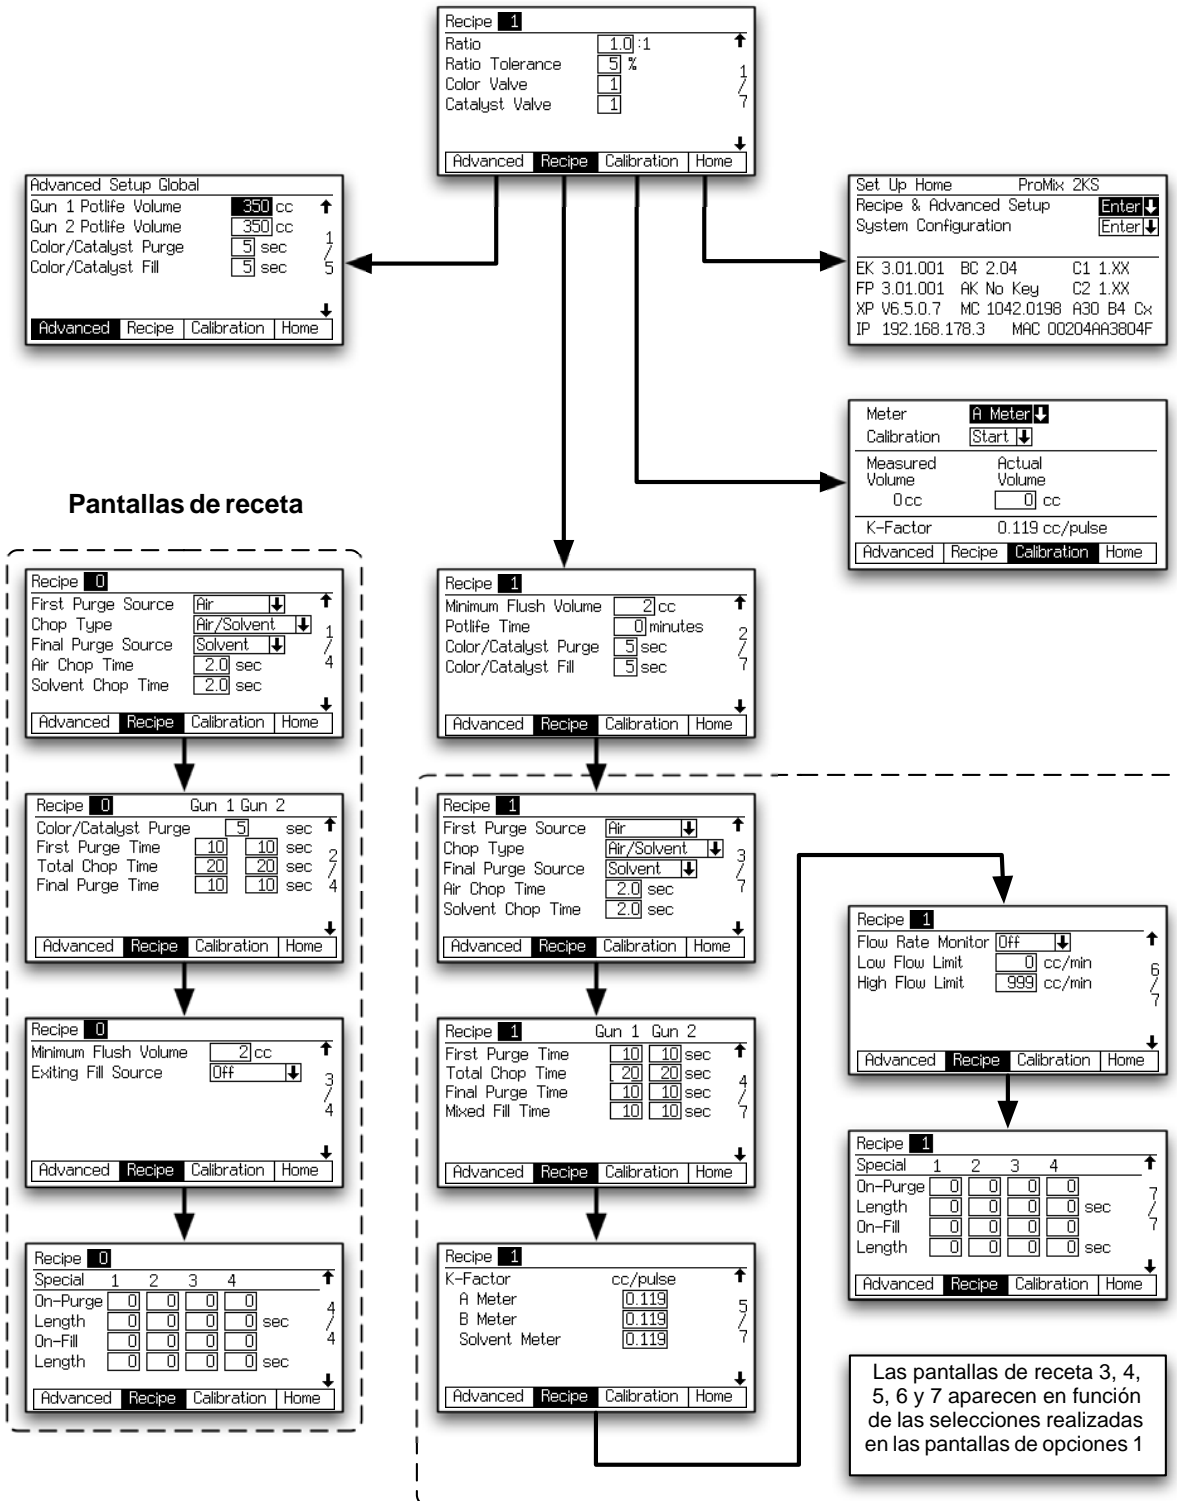 Recipe 1
Ratio 1.0 :1
Ratio Tolerance 5 %
Color Valve 1
Catalyst Valve 1
1/7
Advanced Recipe Calibration Home
Advanced Setup Global
Gun 1 Potlife Volume 350 cc
Gun 2 Potlife Volume 350 cc
Color/Catalyst Purge 5 sec
Color/Catalyst Fill 5 sec
1/5
Advanced Recipe Calibration Home
Set Up Home ProMix 2KS
Recipe & Advanced Setup Enter
System Configuration Enter
EK 3.01.001 BC 2.04 C1 1.XX
FP 3.01.001 AK No Key C2 1.XX
XP V6.5.0.7 MC 1042.0198 A30 B4 Cx
IP 192.168.178.3 MAC 00204AA3804F
Meter A Meter
Calibration Start
Measured Actual
Volume Volume
0 cc 0 cc
K-Factor 0.119 cc/pulse
Advanced Recipe Calibration Home
Pantallas de receta
Recipe 0
First Purge Source Air
Chop Type Air/Solvent
Final Purge Source Solvent
Air Chop Time 2.0 sec
Solvent Chop Time 2.0 sec
1/4
Advanced Recipe Calibration Home
Recipe 0 Gun 1 Gun 2
Color/Catalyst Purge 5 sec
First Purge Time 10 10 sec
Total Chop Time 20 20 sec
Final Purge Time 10 10 sec
2/4
Advanced Recipe Calibration Home
Recipe 0
Minimum Flush Volume 2 cc
Exiting Fill Source Off
3/4
Advanced Recipe Calibration Home
Recipe 0
Special 1 2 3 4
On-Purge 0 0 0 0
Length 0 0 0 0 sec
On-Fill 0 0 0 0
Length 0 0 0 0 sec
4/4
Advanced Recipe Calibration Home
Recipe 1
Minimum Flush Volume 2 cc
Potlife Time 0 minutes
Color/Catalyst Purge 5 sec
Color/Catalyst Fill 5 sec
2/7
Advanced Recipe Calibration Home
Recipe 1
First Purge Source Air
Chop Type Air/Solvent
Final Purge Source Solvent
Air Chop Time 2.0 sec
Solvent Chop Time 2.0 sec
3/7
Advanced Recipe Calibration Home
Recipe 1 Gun 1 Gun 2
First Purge Time 10 10 sec
Total Chop Time 20 20 sec
Final Purge Time 10 10 sec
Mixed Fill Time 10 10 sec
4/7
Advanced Recipe Calibration Home
Recipe 1
K-Factor cc/pulse
A Meter 0.119
B Meter 0.119
Solvent Meter 0.119
5/7
Advanced Recipe Calibration Home
Recipe 1
Flow Rate Monitor Off
Low Flow Limit 0 cc/min
High Flow Limit 999 cc/min
6/7
Advanced Recipe Calibration Home
Recipe 1
Special 1 2 3 4
On-Purge 0 0 0 0
Length 0 0 0 0 sec
On-Fill 0 0 0 0
Length 0 0 0 0 sec
7/7
Advanced Recipe Calibration Home
Las pantallas de receta 3, 4,
5, 6 y 7 aparecen en función
de las selecciones realizadas
en las pantallas de opciones 1